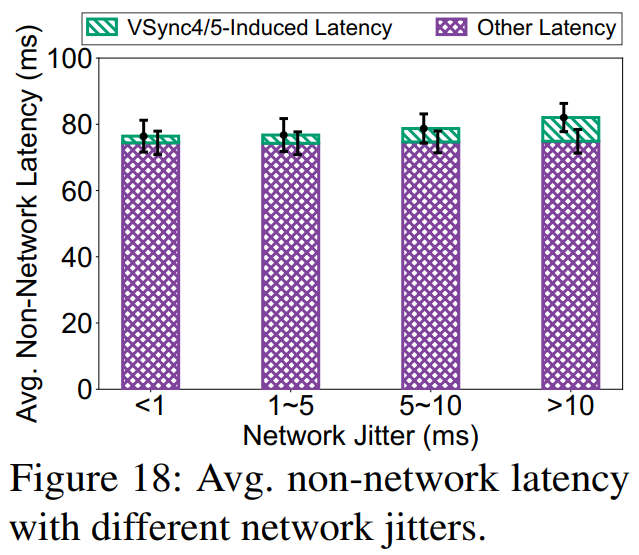 VSync4/5-Induced Latency Other Latency
Avg. Non-Network Latency (ms)
100
80
60
40
20
0
<1 1~5 5~10 >10
Network Jitter (ms)
Figure 18: Avg. non-network latency
with different network jitters.